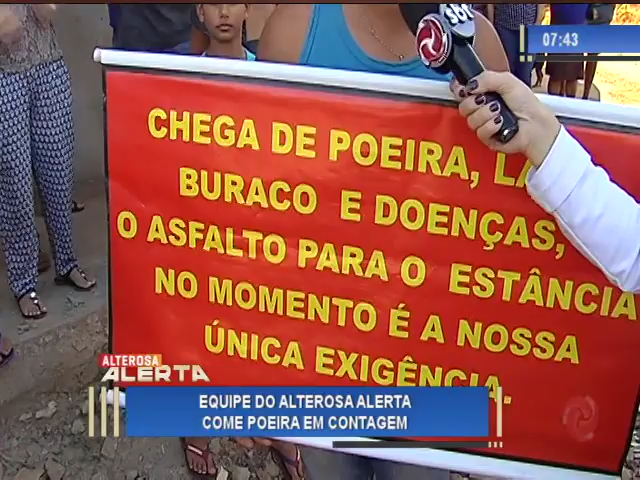 07:43
CHEGA DE POEIRA,
BURACO E DOENÇAS,
O ASFALTO PARA O ESTÂNCIA
NO MOMENTO É A NOSSA
ÚNICA EXIGÊNCIA.
ALTEROSA
ALERTA
EQUIPE DO ALTEROSA ALERTA
COME POEIRA EM CONTAGEM